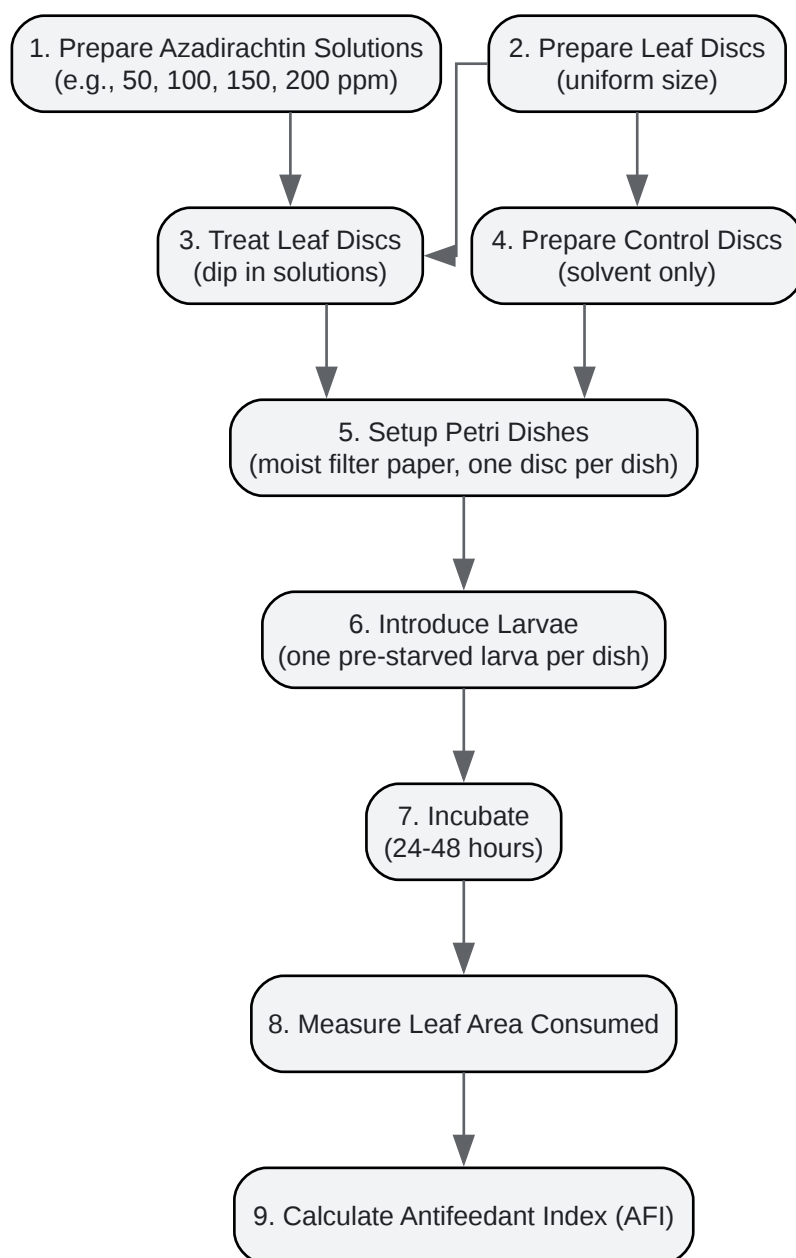 1. Prepare Azadirachtin Solutions
(e.g., 50, 100, 150, 200 ppm)
2. Prepare Leaf Discs
(uniform size)
3. Treat Leaf Discs
(dip in solutions)
4. Prepare Control Discs
(solvent only)
5. Setup Petri Dishes
(moist filter paper, one disc per dish)
6. Introduce Larvae
(one pre-starved larva per dish)
7. Incubate
(24-48 hours)
8. Measure Leaf Area Consumed
9. Calculate Antifeedant Index (AFI)